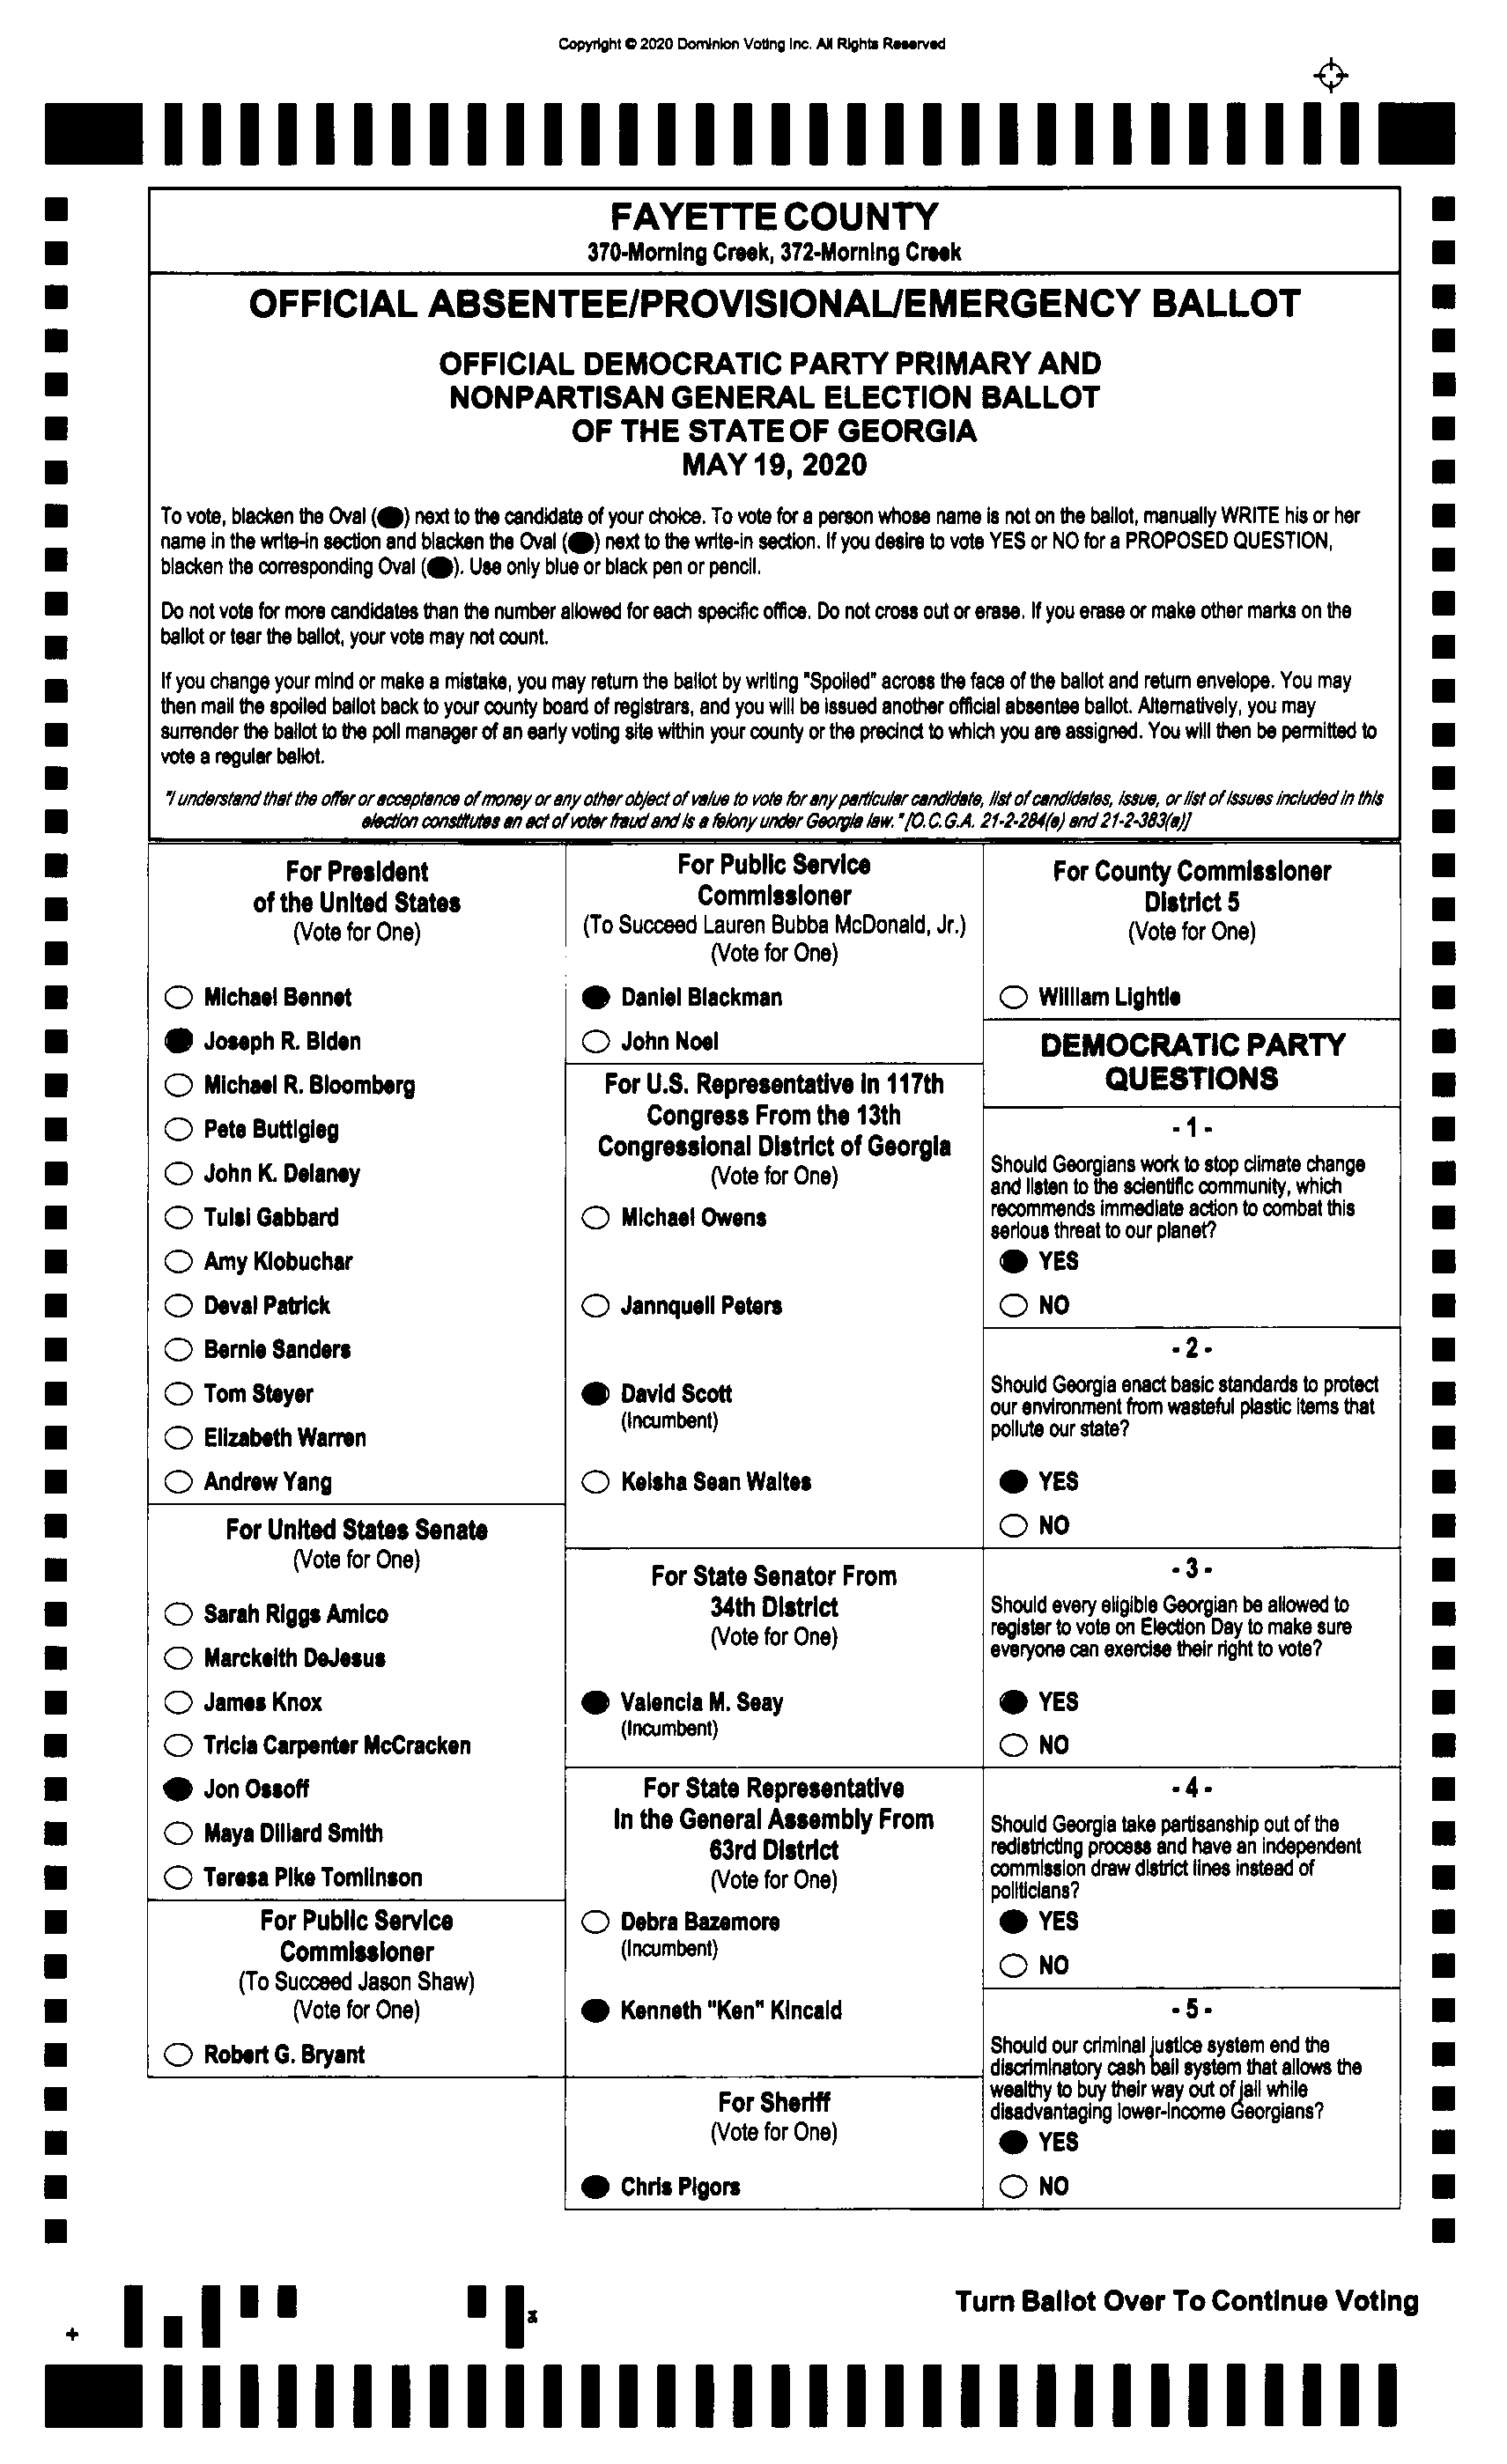 Copyright © 2020 Dominion Voting Inc. All Rights Reserved
FAYETTE COUNTY
370-Morning Creek, 372-Morning Creek
OFFICIAL ABSENTEE/PROVISIONAL/EMERGENCY BALLOT
OFFICIAL DEMOCRATIC PARTY PRIMARY AND
NONPARTISAN GENERAL ELECTION BALLOT
OF THE STATE OF GEORGIA
MAY 19, 2020
To vote, blacken the Oval (●) next to the candidate of your choice. To vote for a person whose name is not on the ballot, manually WRITE his or her
name in the write-in section and blacken the Oval (●) next to the write-in section. If you desire to vote YES or NO for a PROPOSED QUESTION,
blacken the corresponding Oval (●). Use only blue or black pen or pencil.
Do not vote for more candidates than the number allowed for each specific office. Do not cross out or erase. If you erase or make other marks on the
ballot or tear the ballot, your vote may not count.
If you change your mind or make a mistake, you may return the ballot by writing "Spoiled" across the face of the ballot and return envelope. You may
then mail the spoiled ballot back to your county board of registrars, and you will be issued another official absentee ballot. Alternatively, you may
surrender the ballot to the poll manager of an early voting site within your county or the precinct to which you are assigned. You will then be permitted to
vote a regular ballot.
"I understand that the offer or acceptance of money or any other object of value to vote for any particular candidate, list of candidates, issue, or list of issues included in this
election constitutes an act of voter fraud and is a felony under Georgia law." [O.C.G.A. 21-2-284(e) and 21-2-383(a)]
For President
of the United States
(Vote for One)
Michael Bennet
Joseph R. Biden
Michael R. Bloomberg
Pete Buttigieg
John K. Delaney
Tulsi Gabbard
Amy Klobuchar
Deval Patrick
Bernie Sanders
Tom Steyer
Elizabeth Warren
Andrew Yang
For United States Senate
(Vote for One)
Sarah Riggs Amico
Marckeith DeJesus
James Knox
Tricia Carpenter McCracken
Jon Ossoff
Maya Dillard Smith
Teresa Pike Tomlinson
For Public Service
Commissioner
(To Succeed Jason Shaw)
(Vote for One)
Robert G. Bryant
For Public Service
Commissioner
(To Succeed Lauren Bubba McDonald, Jr.)
(Vote for One)
Daniel Blackman
John Noel
For U.S. Representative in 117th
Congress From the 13th
Congressional District of Georgia
(Vote for One)
Michael Owens
Jannquell Peters
David Scott
(Incumbent)
Keisha Sean Waites
For State Senator From
34th District
(Vote for One)
Valencia M. Seay
(Incumbent)
For State Representative
In the General Assembly From
63rd District
(Vote for One)
Debra Bazemore
(Incumbent)
Kenneth "Ken" Kincaid
For Sheriff
(Vote for One)
Chris Pigors
For County Commissioner
District 5
(Vote for One)
William Lightle
DEMOCRATIC PARTY
QUESTIONS
- 1 -
Should Georgians work to stop climate change
and listen to the scientific community, which
recommends immediate action to combat this
serious threat to our planet?
YES
NO
- 2 -
Should Georgia enact basic standards to protect
our environment from wasteful plastic items that
pollute our state?
YES
NO
- 3 -
Should every eligible Georgian be allowed to
register to vote on Election Day to make sure
everyone can exercise their right to vote?
YES
NO
- 4 -
Should Georgia take partisanship out of the
redistricting process and have an independent
commission draw district lines instead of
politicians?
YES
NO
- 5 -
Should our criminal justice system end the
discriminatory cash bail system that allows the
wealthy to buy their way out of jail while
disadvantaging lower-income Georgians?
YES
NO
Turn Ballot Over To Continue Voting